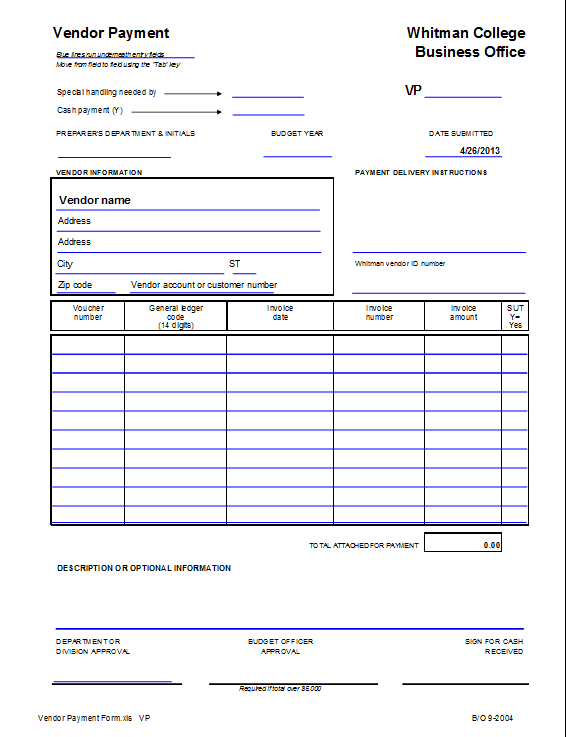 Vendor Payment
Whitman College
Business Office
Blue lines run underneath entry fields
Move from field to field using the "Tab" key
Special handling needed by
VP
Cash payment (Y)
PREPARER'S DEPARTMENT & INITIALS
BUDGET YEAR
DATE SUBMITTED
4/26/2013
VENDOR INFORMATION
PAYMENT DELIVERY INSTRUCTIONS
Vendor name
Address
Address
City
ST
Whitman vendor ID number
Zip code
Vendor account or customer number
Voucher
number
General ledger
code
(14 digits)
Invoice
date
Invoice
number
Invoice
amount
SUT
Y=
Yes
TOTAL ATTACHED FOR PAYMENT
0.00
DESCRIPTION OR OPTIONAL INFORMATION
DEPARTMENT OR
DIVISION APPROVAL
BUDGET OFFICER
APPROVAL
SIGN FOR CASH
RECEIVED
Required if total over $5,000
Vendor Payment Form.xls VP
B/O 9-2004